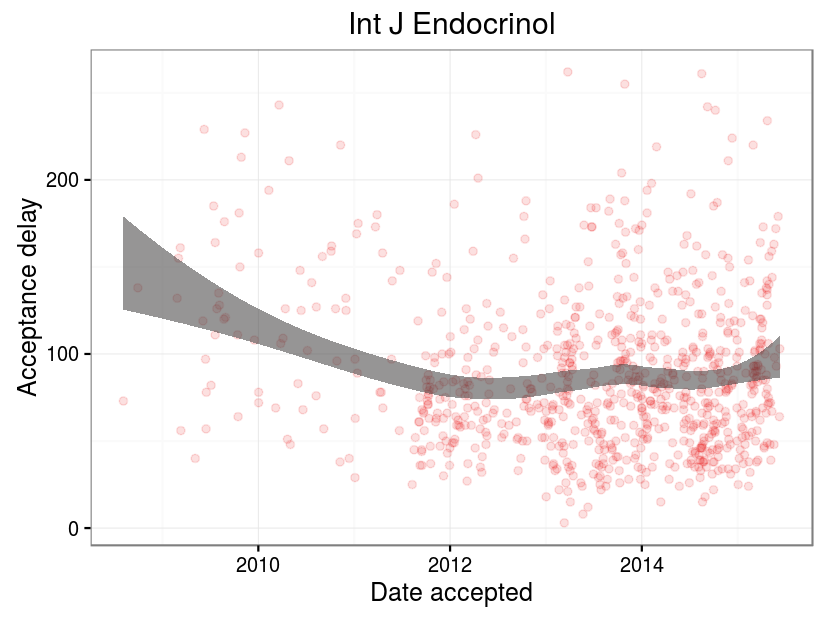 Int J Endocrinol
Acceptance delay
200
100
0
2010 2012 2014
Date accepted